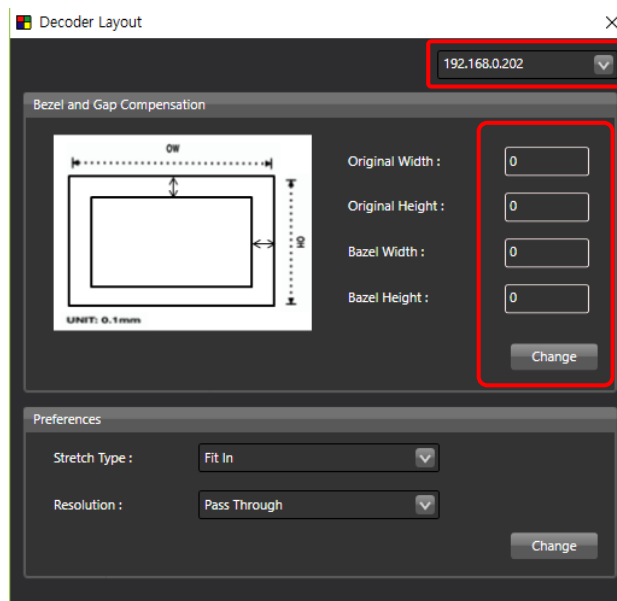 Decoder Layout
192.168.0.202
Bezel and Gap Compensation
OW
OH
UNIT: 0.1mm
Original Width : 0
Original Height : 0
Bazel Width : 0
Bazel Height : 0
Change
Preferences
Stretch Type : Fit In
Resolution : Pass Through
Change